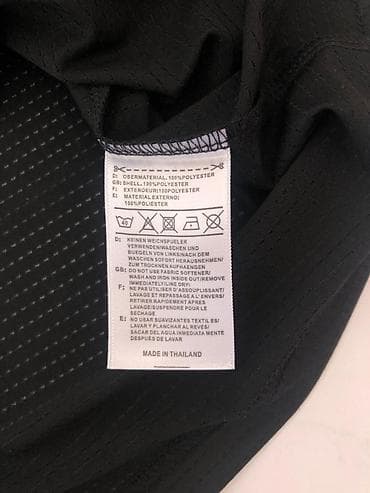 D: OBERMATERIAL, 100%POLYESTER
GB: SHELL, 100%POLYESTER
F: EXTENOEUR/100%POLYESTER
E: MATERIAL EXTERNO:
100%POLIESTER
40
D: KEINEN WEICHSPUELER
VERWENDEN/WASCHEN UND
BUEGELN VON LINKS/NACH DEM
WASCHEN SOFORT HERAUSNEHMEN/
ZUM TROCKNEN AUFHAENGEN
GB: DO NOT USE FABRIC SOFTENER/
WASH AND IRON INSIDE OUT/REMOVE
IMMEDIATELY/LINE DRY:
F: NE PAS UTILISER D'ASSOUPLISSANT/
LAVAGE ET REPASSAGE A L' ENVERS/
RETIRER RAPIDEMENT APRES
LAVAGE/SUSPENDRE POUR LE
SECHAGE
E: NO USAR SUAVIZANTES TEXTILES/
LAVAR Y PLANCHAR AL REVES/
SACAR DEL AGUA INMEDIATA MENTE
DESPUES DE LAVAR
MADE IN THAILAND